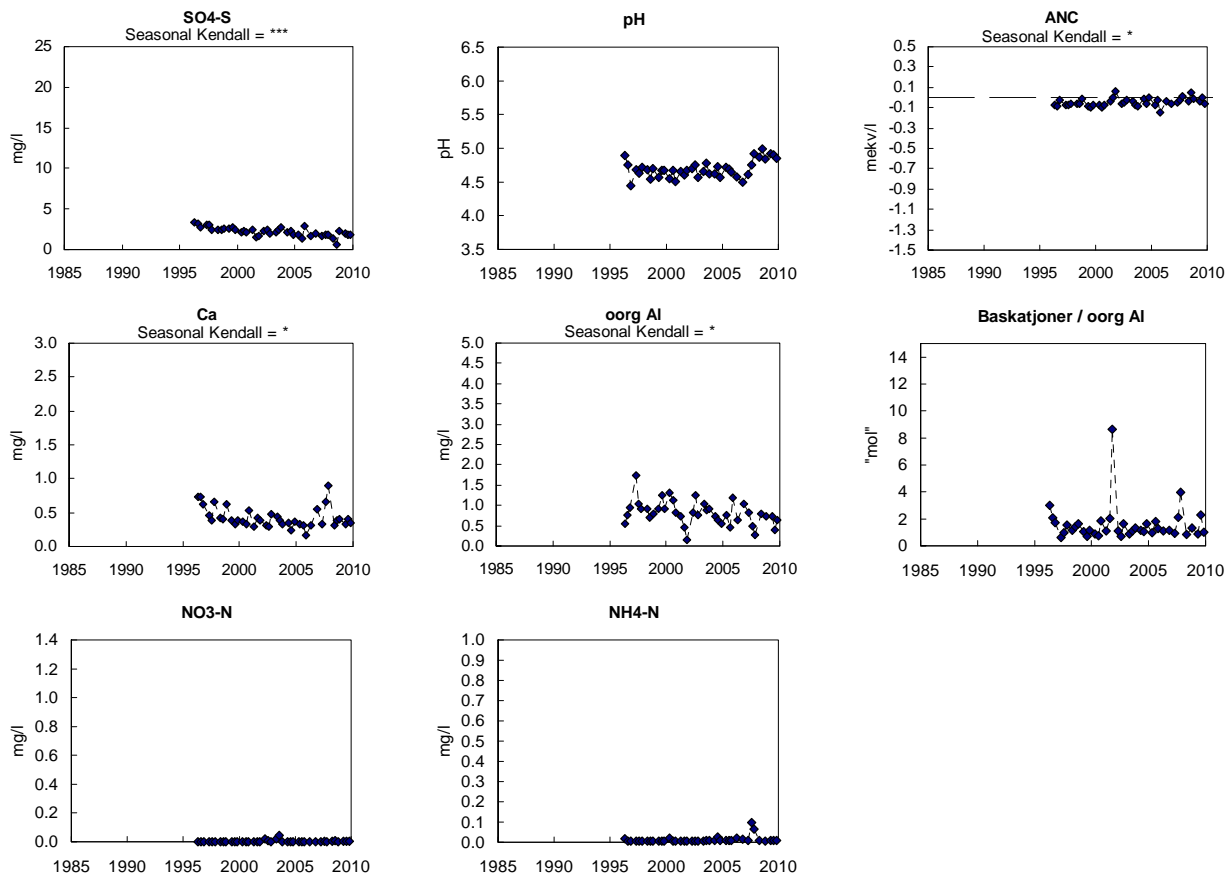 SO4-S
Seasonal Kendall = ***
25
20
15
10
5
0
mg/l
1985 1990 1995 2000 2005 2010
pH
6.5
6.0
5.5
5.0
4.5
4.0
3.5
pH
1985 1990 1995 2000 2005 2010
ANC
Seasonal Kendall = *
0.5
0.3
0.1
-0.1
-0.3
-0.5
-0.7
-0.9
-1.1
-1.3
-1.5
mekv/l
1985 1990 1995 2000 2005 2010
Ca
Seasonal Kendall = *
3.0
2.5
2.0
1.5
1.0
0.5
0.0
mg/l
1985 1990 1995 2000 2005 2010
oorg Al
Seasonal Kendall = *
5.0
4.5
4.0
3.5
3.0
2.5
2.0
1.5
1.0
0.5
0.0
mg/l
1985 1990 1995 2000 2005 2010
Baskatjoner / oorg Al
14
12
10
8
6
4
2
0
"mol"
1985 1990 1995 2000 2005 2010
NO3-N
1.4
1.2
1.0
0.8
0.6
0.4
0.2
0.0
mg/l
1985 1990 1995 2000 2005 2010
NH4-N
1.0
0.9
0.8
0.7
0.6
0.5
0.4
0.3
0.2
0.1
0.0
mg/l
1985 1990 1995 2000 2005 2010